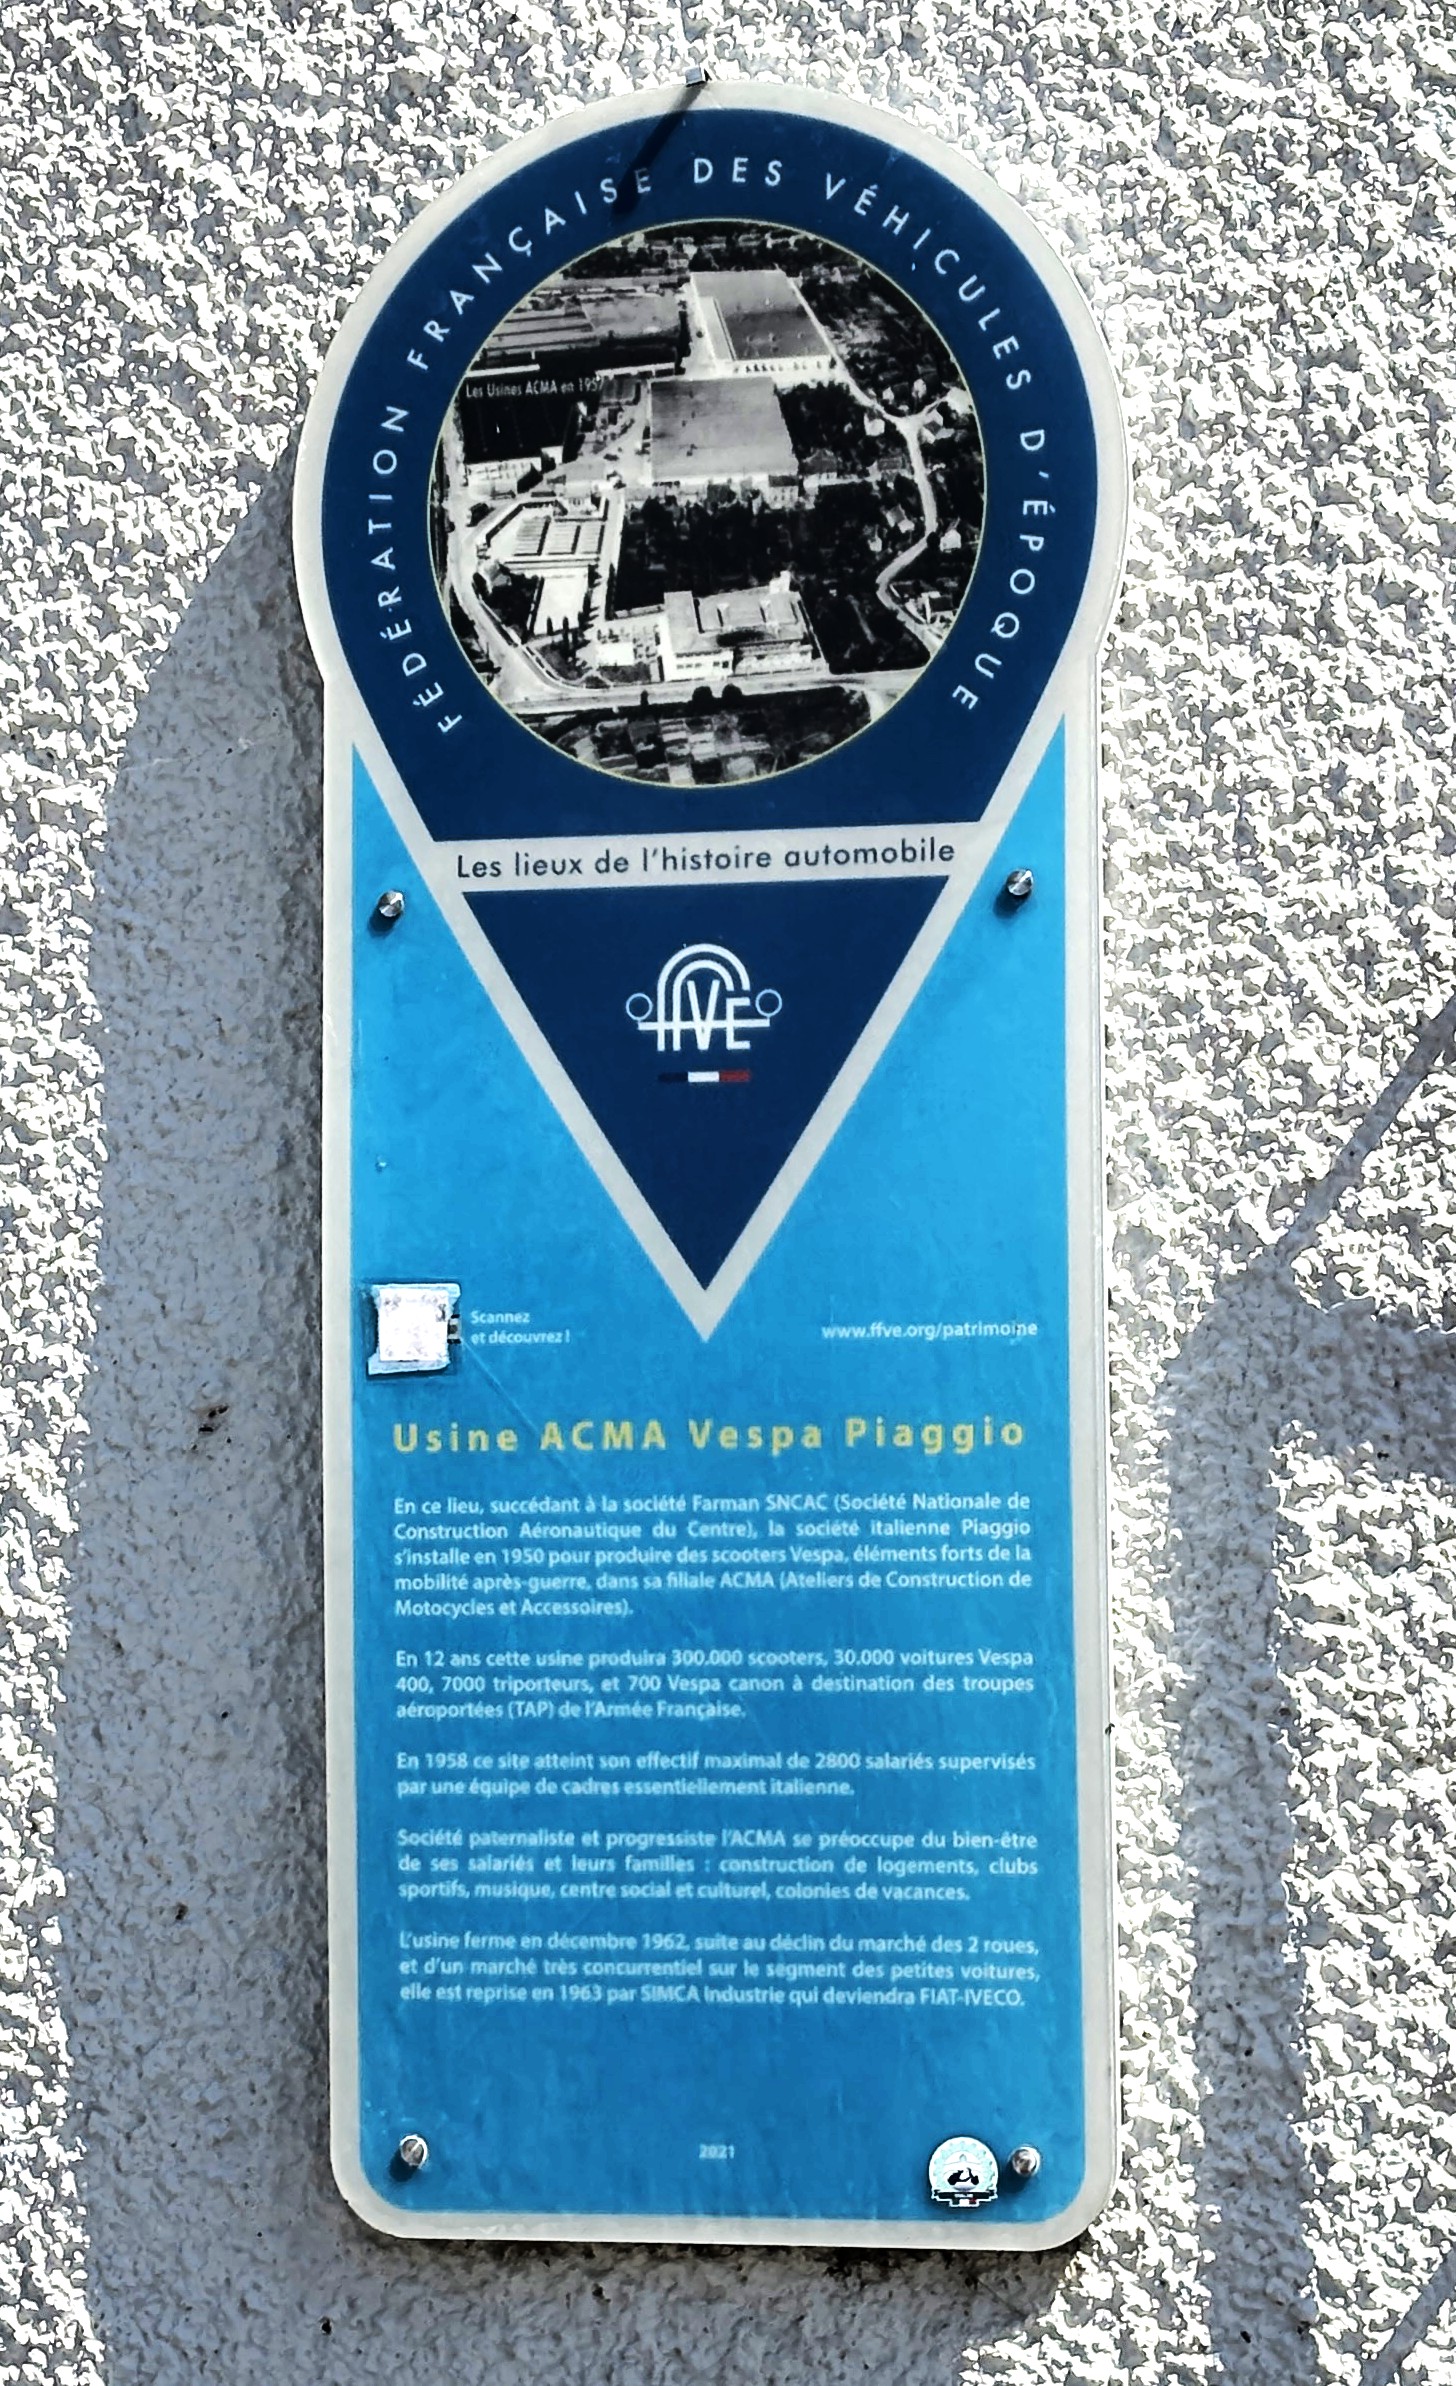 FÉDÉRATION FRANÇAISE DES VÉHICULES D'ÉPOQUE
Les Usines ACMA en 1957
Les lieux de l'histoire automobile
FFVE
Scannez
et découvrez !
www.ffve.org/patrimoine
Usine ACMA Vespa Piaggio
En ce lieu, succédant à la société Farman SNCAC (Société Nationale de
Construction Aéronautique du Centre), la société italienne Piaggio
s'installe en 1950 pour produire des scooters Vespa, éléments forts de la
mobilité après-guerre, dans sa filiale ACMA (Ateliers de Construction de
Motocycles et Accessoires).
En 12 ans cette usine produira 300.000 scooters, 30.000 voitures Vespa
400, 7000 triporteurs, et 700 Vespa canon à destination des troupes
aéroportées (TAP) de l'Armée Française.
En 1958 ce site atteint son effectif maximal de 2800 salariés supervisés
par une équipe de cadres essentiellement italienne.
Société paternaliste et progressiste l'ACMA se préoccupe du bien-être
de ses salariés et leurs familles : construction de logements, clubs
sportifs, musique, centre social et culturel, colonies de vacances.
L'usine ferme en décembre 1962, suite au déclin du marché des 2 roues,
et d'un marché très concurrentiel sur le segment des petites voitures,
elle est reprise en 1963 par SIMCA Industrie qui deviendra FIAT-IVECO.
2021